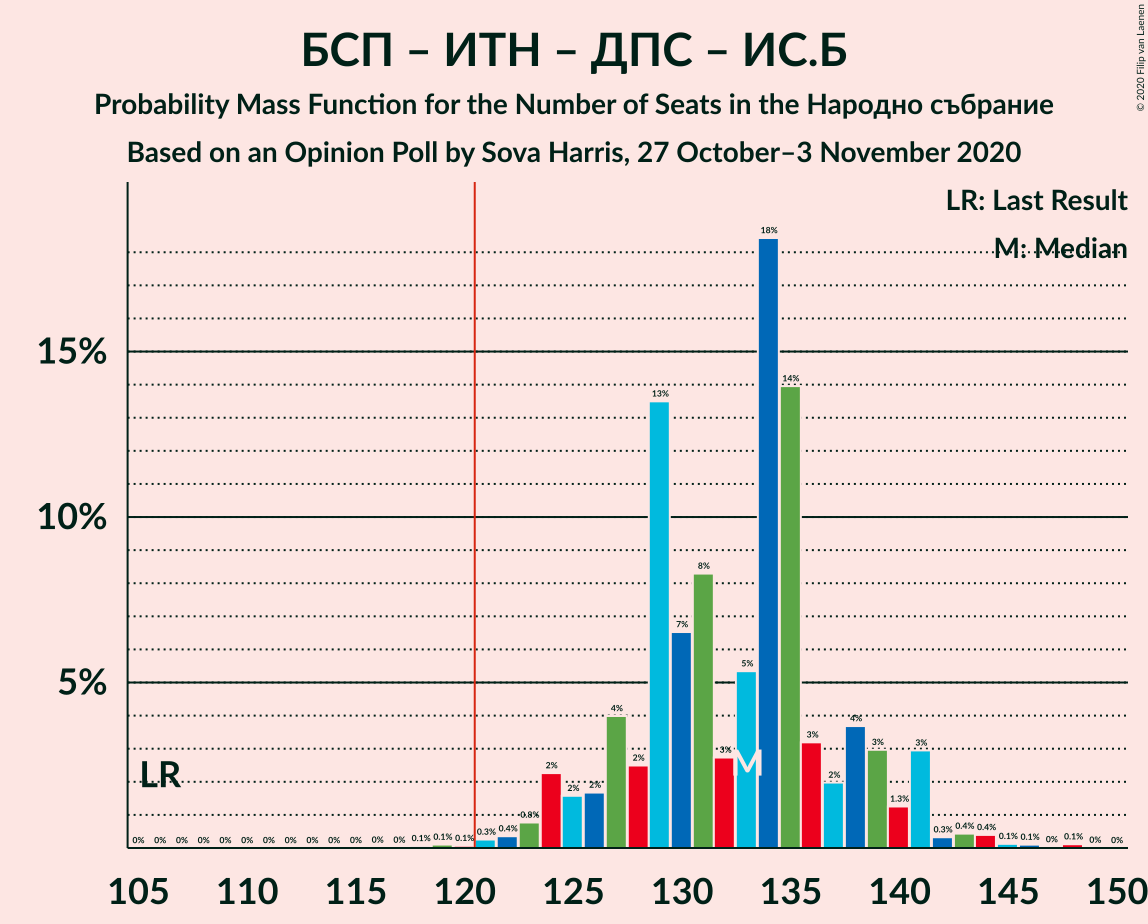 БСП – ИТН – ДПС – ИС.Б
Probability Mass Function for the Number of Seats in the Народно събрание
Based on an Opinion Poll by Sova Harris, 27 October–3 November 2020
© 2020 Filip van Laenen
LR: Last Result
M: Median
15%
10%
5%
LR
M
0% 0% 0% 0% 0% 0% 0% 0% 0% 0% 0% 0% 0% 0.1% 0.1% 0.1% 0.3% 0.4% 0.8% 2% 2% 2% 4% 2% 13% 7% 8% 3% 5% 18% 14% 3% 2% 4% 3% 1.3% 3% 0.3% 0.4% 0.4% 0.1% 0.1% 0% 0.1% 0% 0%
105 110 115 120 125 130 135 140 145 150